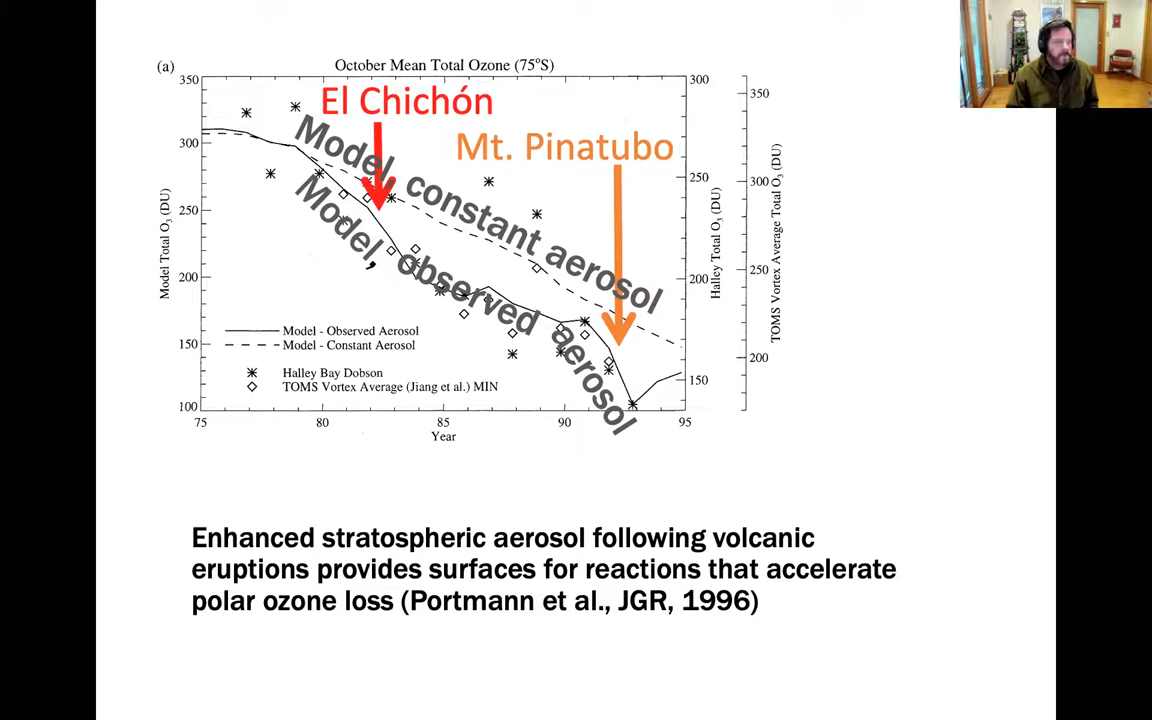 (a)
October Mean Total Ozone (75°S)
El Chichón
Mt. Pinatubo
Model, constant aerosol
Model, observed aerosol
Model Total O₃ (DU)
350
300
250
200
150
100
Halley Total O₃ (DU)
300
250
200
150
TOMS Vortex Average Total O₃ (DU)
350
300
250
200
Model - Observed Aerosol
Model - Constant Aerosol
Halley Bay Dobson
TOMS Vortex Average (Jiang et al.) MIN
75 80 85 90 95
Year
Enhanced stratospheric aerosol following volcanic
eruptions provides surfaces for reactions that accelerate
polar ozone loss (Portmann et al., JGR, 1996)